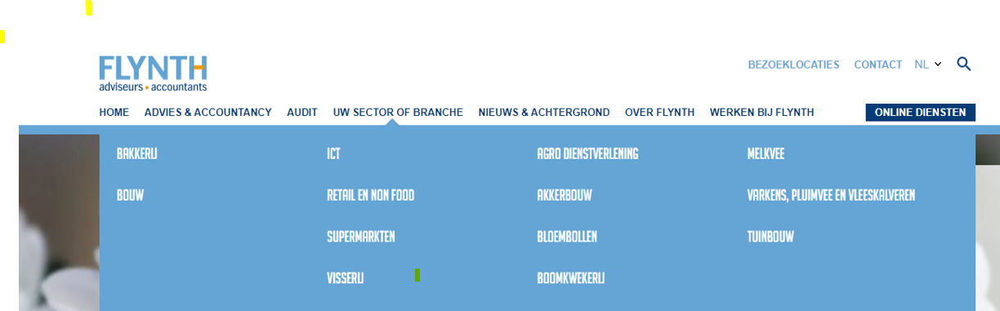 FLYNTH
adviseurs • accountants
BEZOEKLOCATIES CONTACT NL
HOME ADVIES & ACCOUNTANCY AUDIT UW SECTOR OF BRANCHE NIEUWS & ACHTERGROND OVER FLYNTH WERKEN BIJ FLYNTH ONLINE DIENSTEN
BAKKERIJ ICT AGRO DIENSTVERLENING MELKVEE
BOUW RETAIL EN NON FOOD AKKERBOUW VARKENS, PLUIMVEE EN VLEESKALVEREN
SUPERMARKTEN BLOEMBOLLEN TUINBOUW
VISSERIJ BOOMKWEKERIJ